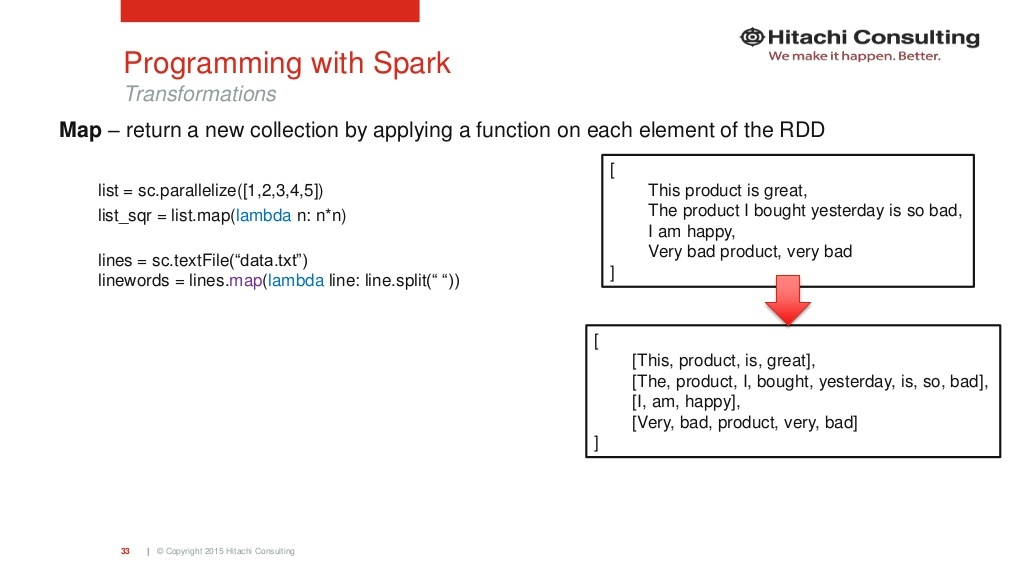 Hitachi Consulting
We make it happen. Better.
Programming with Spark
Transformations
Map – return a new collection by applying a function on each element of the RDD
list = sc.parallelize([1,2,3,4,5])
list_sqr = list.map(lambda n: n*n)
lines = sc.textFile(“data.txt”)
linewords = lines.map(lambda line: line.split(“ “))
[
This product is great,
The product I bought yesterday is so bad,
I am happy,
Very bad product, very bad
]
[
[This, product, is, great],
[The, product, I, bought, yesterday, is, so, bad],
[I, am, happy],
[Very, bad, product, very, bad]
]
33 | © Copyright 2015 Hitachi Consulting